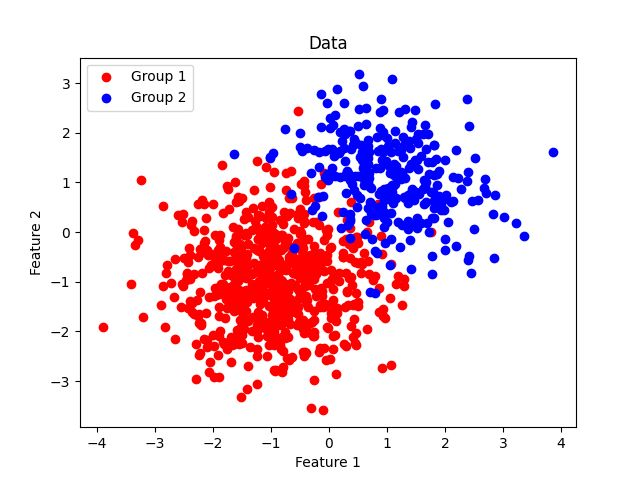 Data
Group 1
Group 2
Feature 2
3
2
1
0
−1
−2
−3
−4 −3 −2 −1 0 1 2 3 4
Feature 1